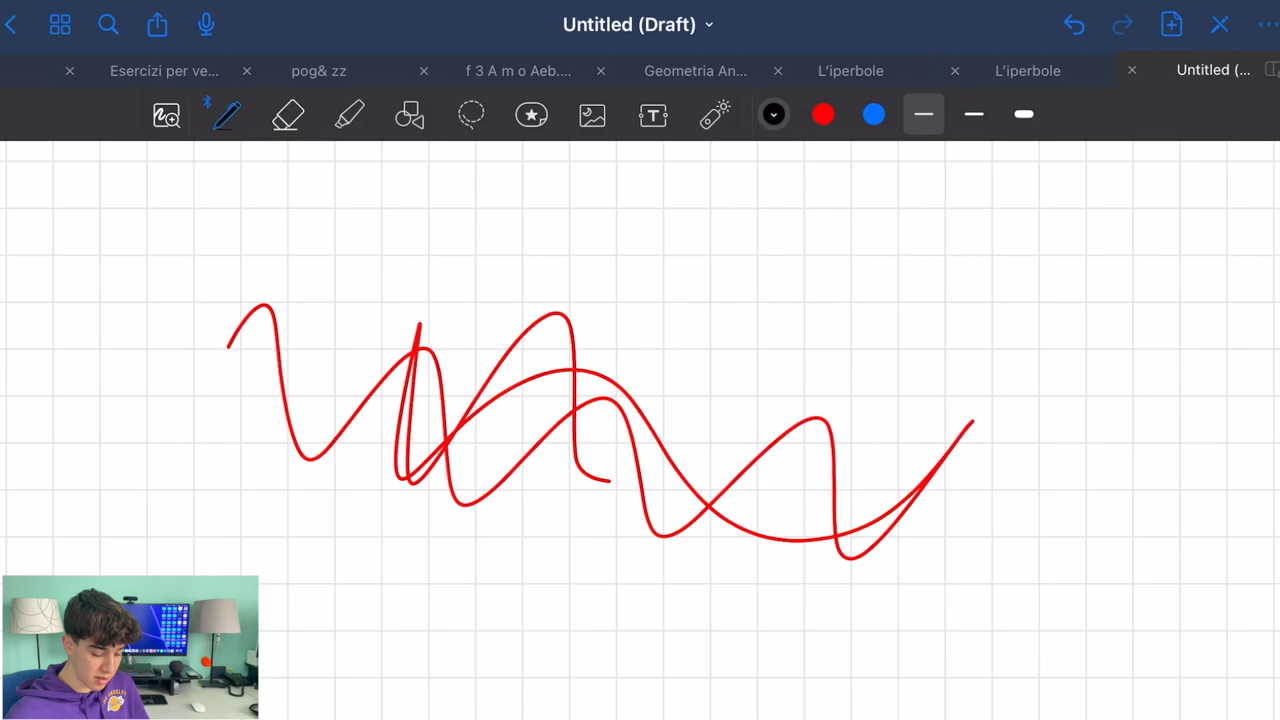 Untitled (Draft)
Esercizi per ve...
pog& zz
f 3 A m o Aeb....
Geometria An...
L'iperbole
L'iperbole
Untitled (...
T